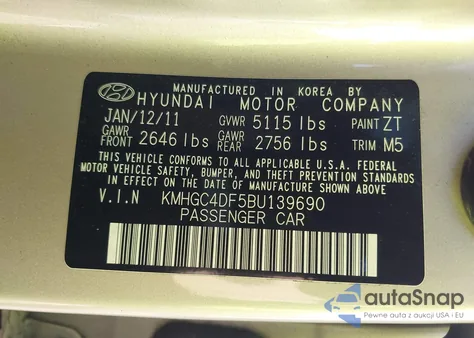 MANUFACTURED IN KOREA BY
HYUNDAI MOTOR COMPANY
JAN/12/11 GVWR 5115 lbs PAINT ZT
GAWR FRONT 2646 lbs GAWR REAR 2756 lbs TRIM M5
THIS VEHICLE CONFORMS TO ALL APPLICABLE U.S.A. FEDERAL
MOTOR VEHICLE SAFETY, BUMPER, AND THEFT PREVENTION STANDARDS
IN EFFECT ON THE DATE OF MANUFACTURE SHOWN ABOVE.
V.I.N KMHGC4DF5BU139690
PASSENGER CAR
autoSnap
Pewne auta z aukcji USA i EU